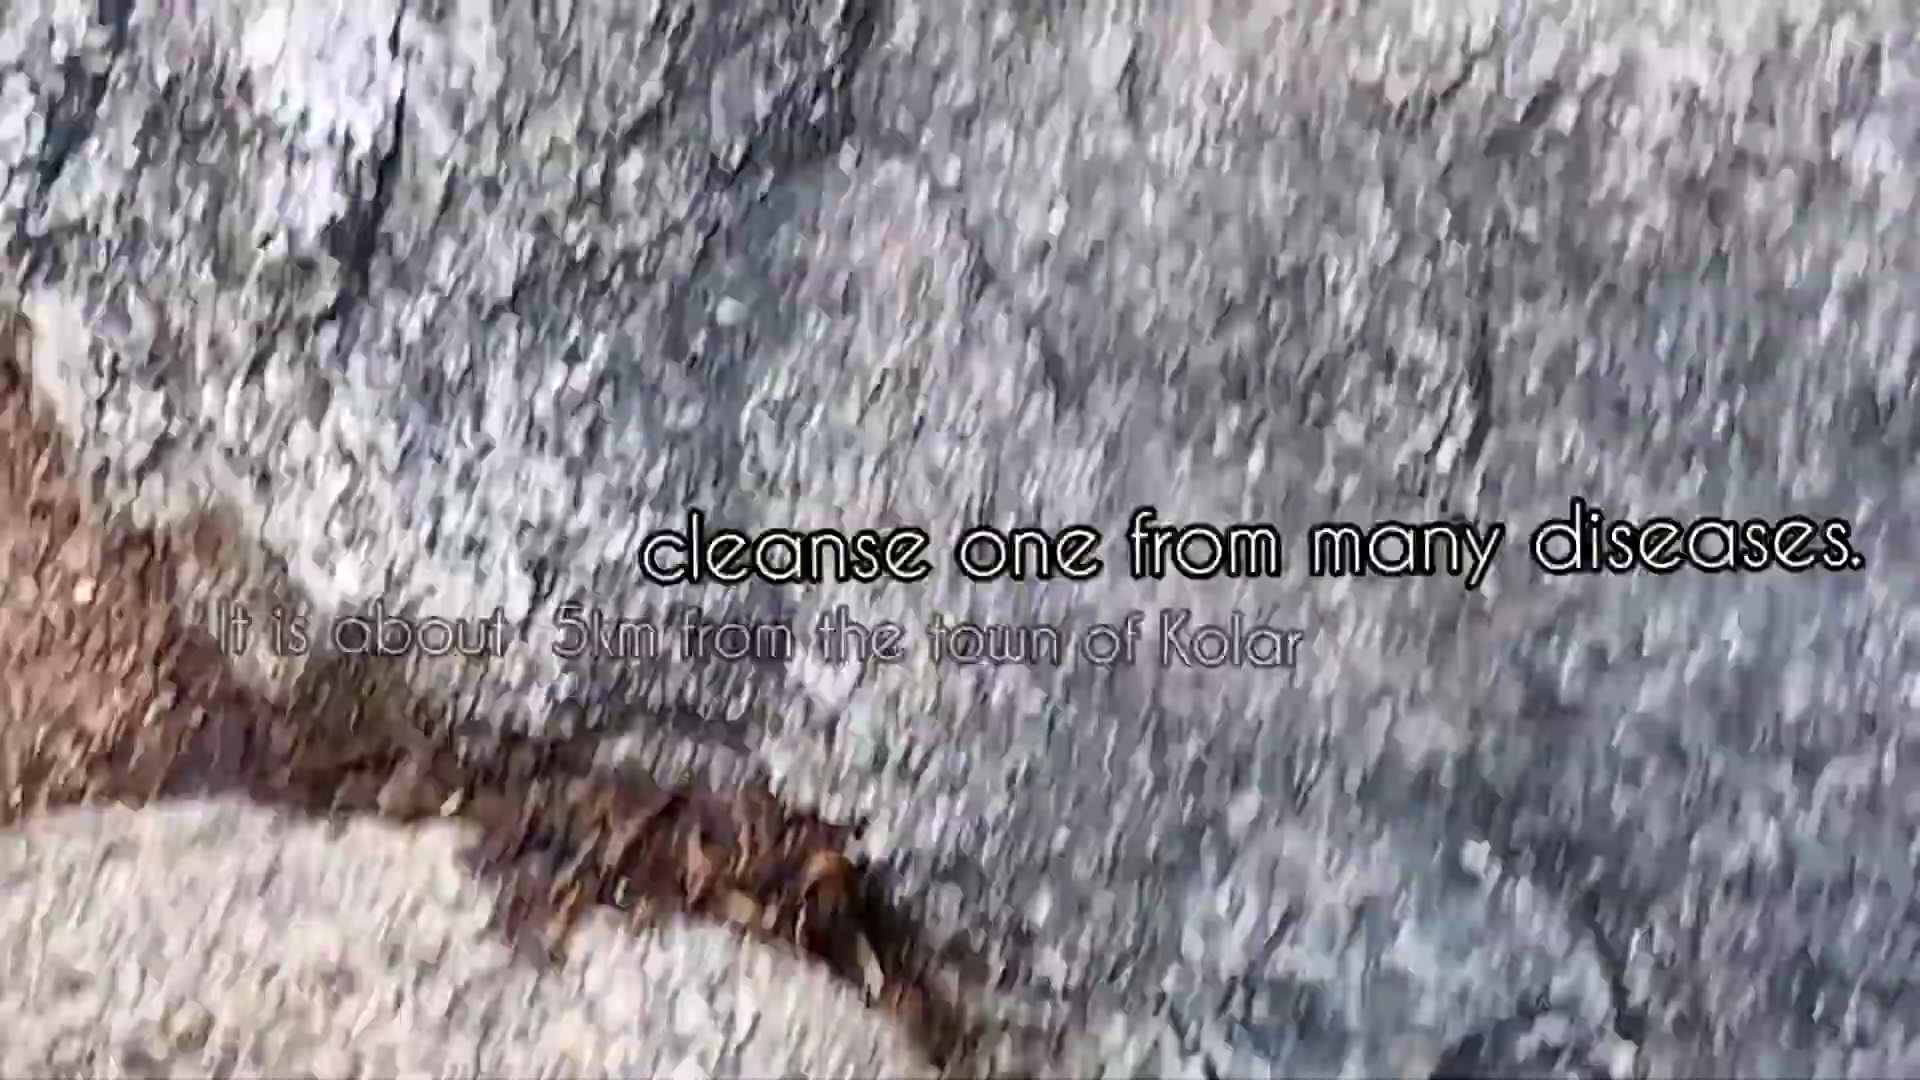 cleanse one from many diseases.
It is about 5km from the town of Kolar